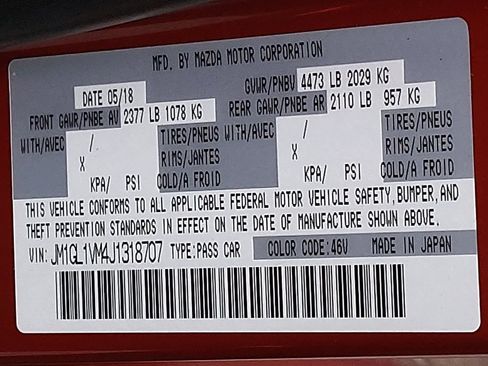 MFD. BY MAZDA MOTOR CORPORATION
DATE 05/18 GVWR/PNBV 4473 LB 2029 KG
FRONT GAWR/PNBE AV 2377 LB 1078 KG REAR GAWR/PNBE AR 2110 LB 957 KG
WITH/AVEC / TIRES/PNEUS WITH/AVEC / TIRES/PNEUS
X RIMS/JANTES X RIMS/JANTES
KPA/ PSI COLD/A FROID KPA/ PSI COLD/A FROID
THIS VEHICLE CONFORMS TO ALL APPLICABLE FEDERAL MOTOR VEHICLE SAFETY, BUMPER, AND
THEFT PREVENTION STANDARDS IN EFFECT ON THE DATE OF MANUFACTURE SHOWN ABOVE.
VIN: JM1GL1VM4J1318707 TYPE:PASS CAR COLOR CODE:46V MADE IN JAPAN